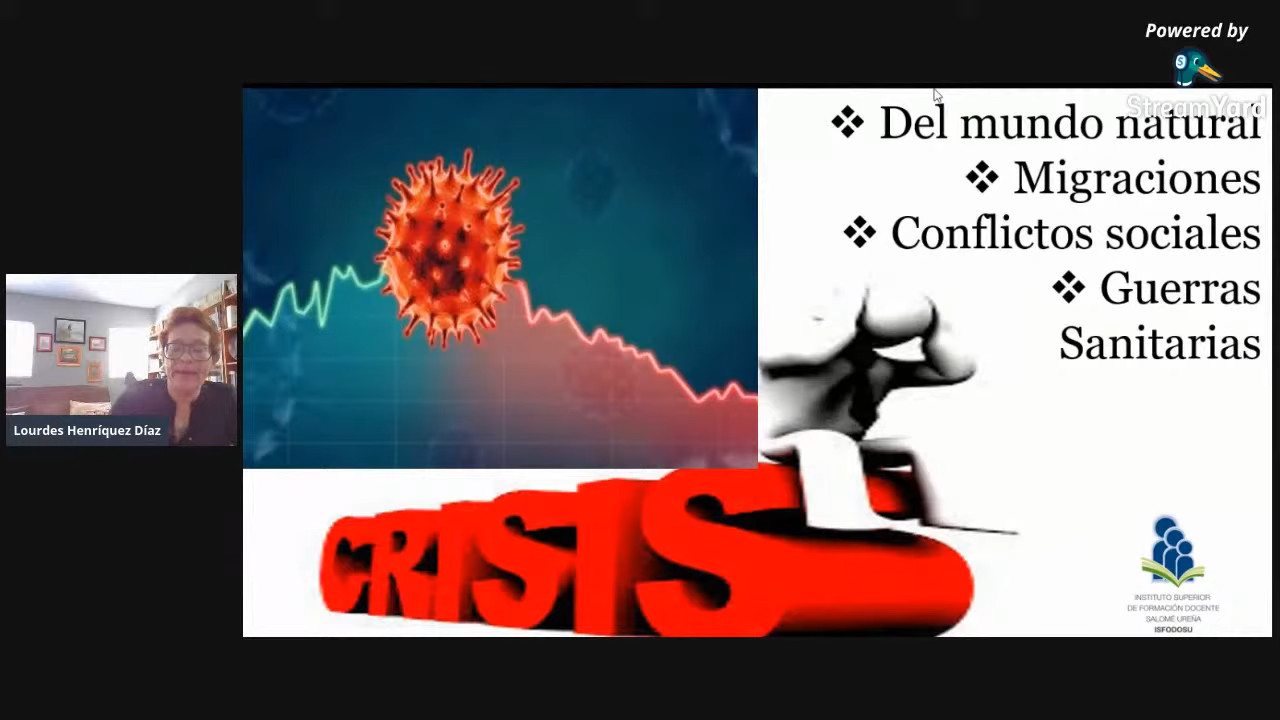 Powered by
StreamYard
❖ Del mundo natural
❖ Migraciones
❖ Conflictos sociales
❖ Guerras
Sanitarias
Lourdes Henríquez Díaz
CRISIS
INSTITUTO SUPERIOR
DE FORMACIÓN DOCENTE
SALOMÉ UREÑA
ISFODOSU